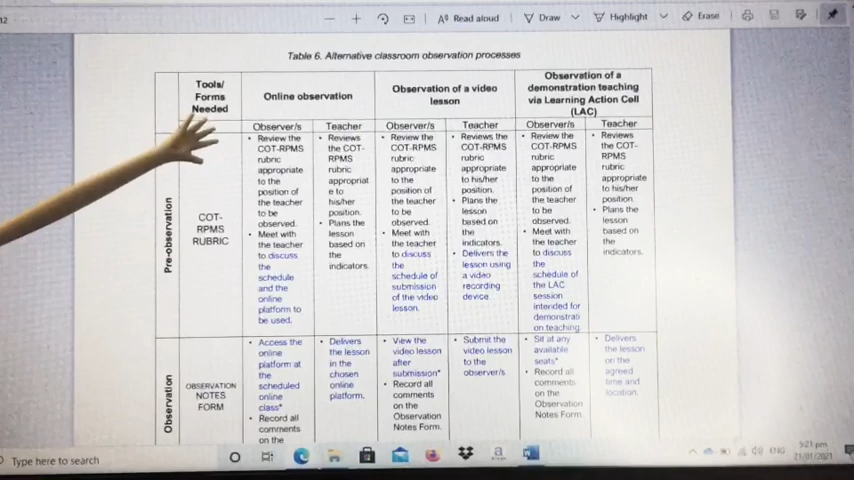 Read aloud
Draw
Highlight
Erase
Table 6. Alternative classroom observation processes
Tools/
Forms
Needed
Online observation
Observation of a video
lesson
Observation of a
demonstration teaching
via Learning Action Cell
(LAC)
Observer/s
Teacher
Observer/s
Teacher
Observer/s
Teacher
Pre-observation
COT-
RPMS
RUBRIC
• Review the
COT-RPMS
rubric
appropriate
to the
position of
the teacher
to be
observed.
• Meet with
the teacher
to discuss
the
schedule
and the
online
platform to
be used.
• Reviews
the COT-
RPMS
rubric
appropriat
e to
his/her
position.
• Plans the
lesson
based on
the
indicators.
• Review the
COT-RPMS
rubric
appropriate
to the
position of
the teacher
to be
observed.
• Meet with
the teacher
to discuss
the
schedule of
submission
of the video
lesson.
• Reviews the
COT-RPMS
rubric
appropriate
to his/her
position.
• Plans the
lesson
based on
the
indicators.
• Delivers the
lesson using
a video
recording
device
• Review the
COT-RPMS
rubric
appropriate
to the
position of
the teacher
to be
observed.
• Meet with
the teacher
to discuss
the
schedule of
the LAC
session
intended for
demonstrati
on teaching
• Reviews
the COT-
RPMS
rubric
appropriate
to his/her
position.
• Plans the
lesson
based on
the
indicators.
Observation
OBSERVATION
NOTES
FORM
• Access the
online
platform at
the
scheduled
online
class*
• Record all
comments
on the
• Delivers
the lesson
in the
chosen
online
platform.
• View the
video lesson
after
submission*
• Record all
comments
on the
Observation
Notes Form.
• Submit the
video lesson
to the
observer/s
• Sit at any
available
seats*
• Record all
comments
on the
Observation
Notes Form.
• Delivers
the lesson
on the
agreed
time and
location.
Type here to search
ENG
5:21 pm
21/01/2021